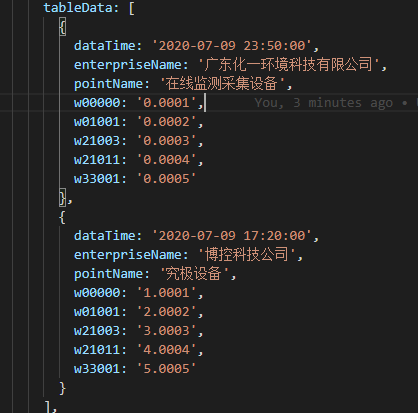 tableData: [
{
dataTime: '2020-07-09 23:50:00',
enterpriseName: '广东化一环境科技有限公司',
pointName: '在线监测采集设备',
w00000: '0.0001', You, 3 minutes ago •
w01001: '0.0002',
w21003: '0.0003',
w21011: '0.0004',
w33001: '0.0005'
},
{
dataTime: '2020-07-09 17:20:00',
enterpriseName: '博控科技公司',
pointName: '究极设备',
w00000: '1.0001',
w01001: '2.0002',
w21003: '3.0003',
w21011: '4.0004',
w33001: '5.0005'
}
],